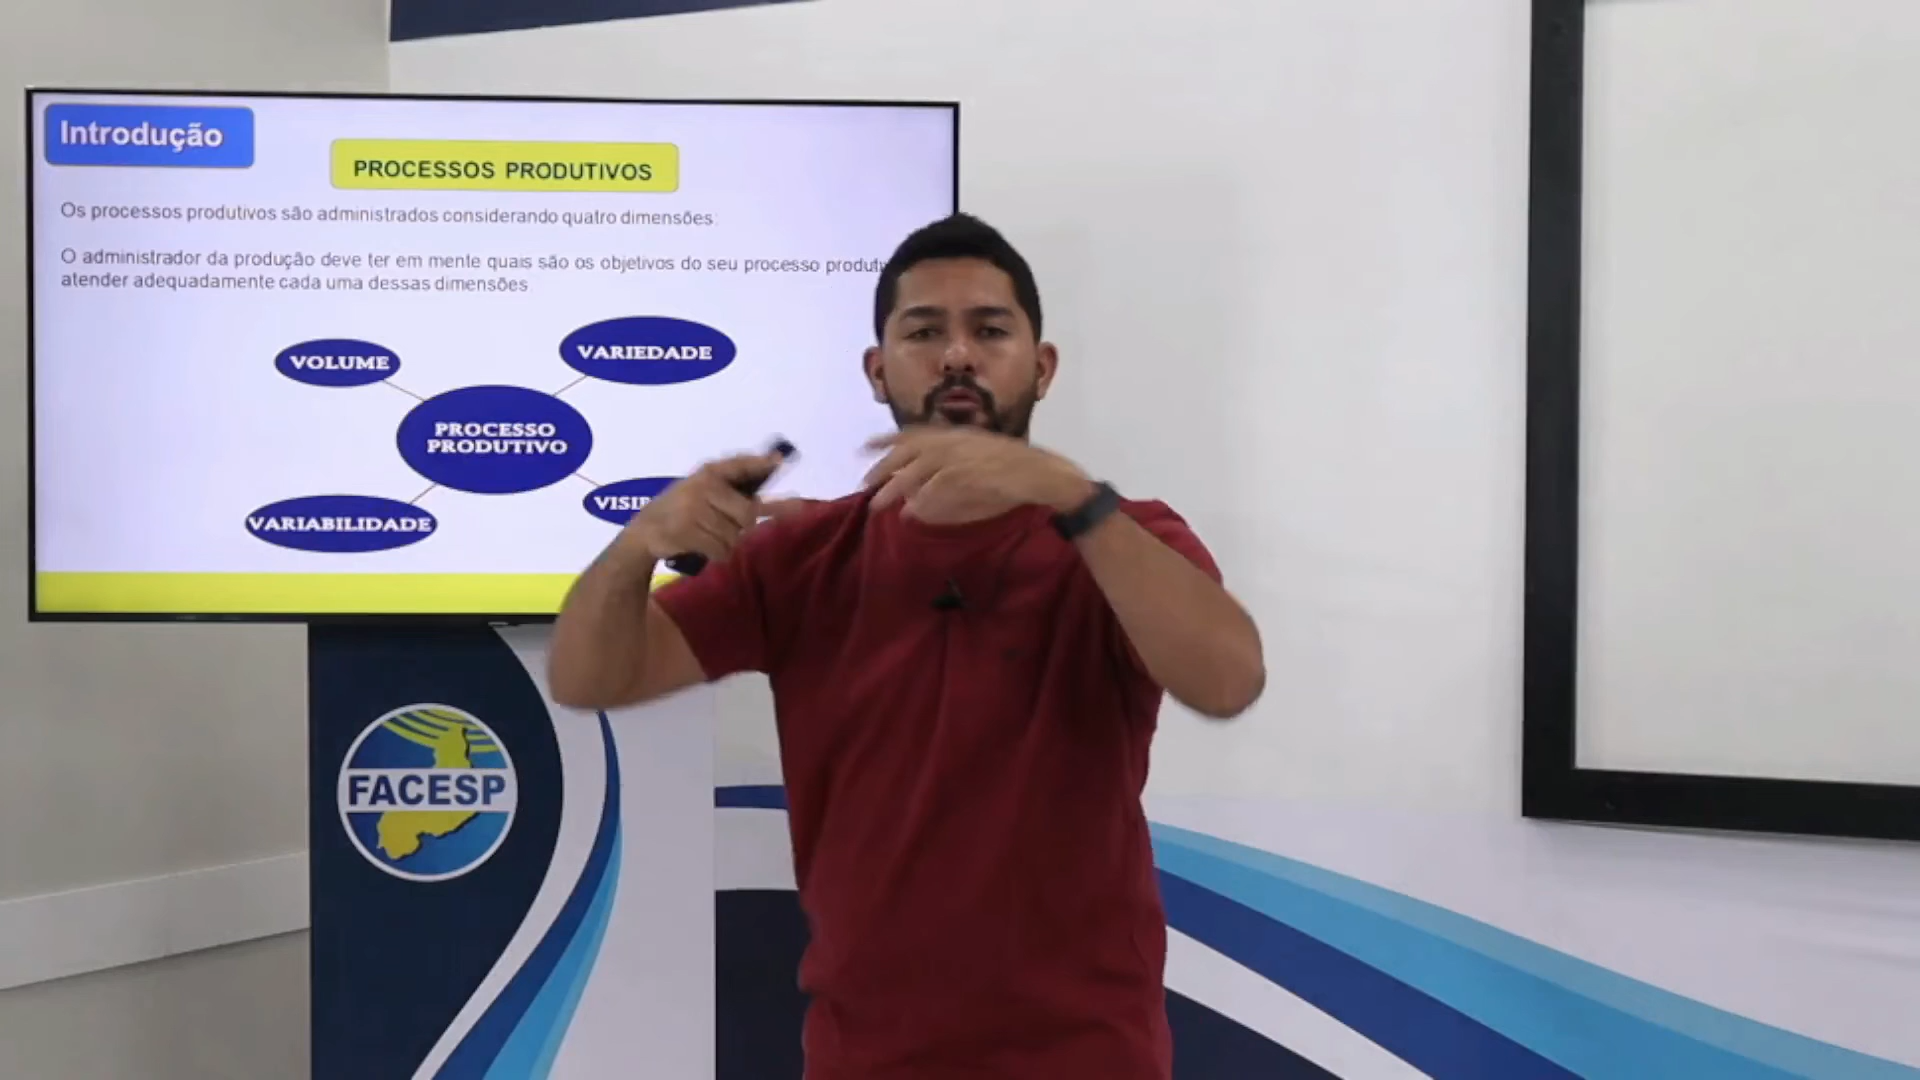 Introdução
PROCESSOS PRODUTIVOS
Os processos produtivos são administrados considerando quatro dimensões:
O administrador da produção deve ter em mente quais são os objetivos do seu processo
atender adequadamente cada uma dessas dimensões.
VOLUME
VARIEDADE
PROCESSO
PRODUTIVO
VARIABILIDADE
FACESP